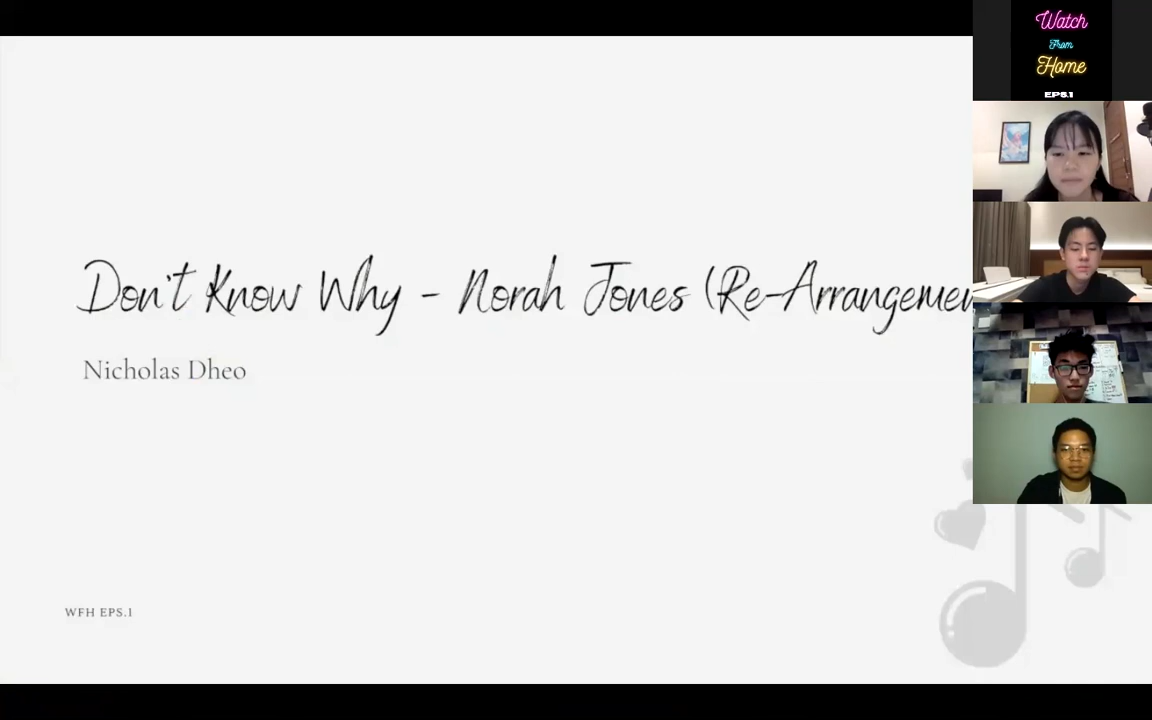 Watch
From
Home
EPS.1
Don't Know Why - Norah Jones (Re-Arrangemen
Nicholas Dheo
WFH EPS.1